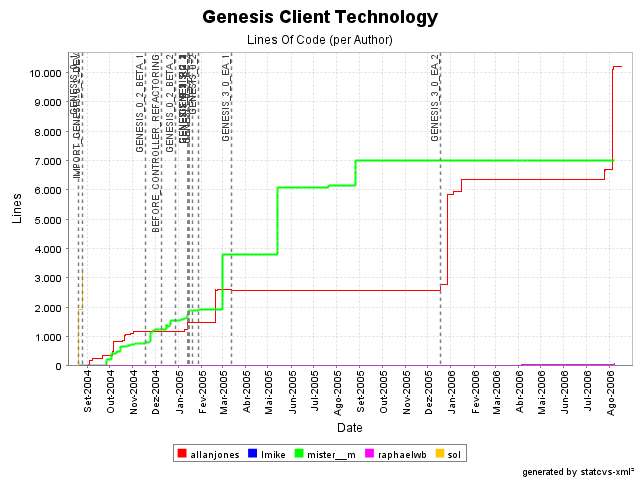 Genesis Client Technology
Lines Of Code (per Author)
Lines
10.000
9.000
8.000
7.000
6.000
5.000
4.000
3.000
2.000
1.000
0
GENESIS_0_2_BETA_1
BEFORE_CONTROLLER_REFACTORING
GENESIS_0_2_BETA_2
GENESIS_3_0_EA_1
GENESIS_3_0_EA_2
Set-2004
Out-2004
Nov-2004
Dez-2004
Jan-2005
Fev-2005
Mar-2005
Abr-2005
Mai-2005
Jun-2005
Jul-2005
Ago-2005
Set-2005
Out-2005
Nov-2005
Dez-2005
Jan-2006
Fev-2006
Mar-2006
Abr-2006
Mai-2006
Jun-2006
Jul-2006
Ago-2006
Date
allanjones lmike mister__m raphaelwb sol
generated by statcvs-xml²